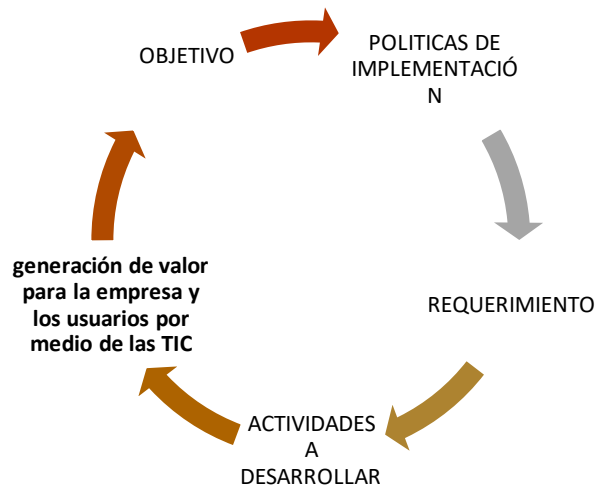 OBJETIVO
POLITICAS DE
IMPLEMENTACIÓ
N
REQUERIMIENTO
ACTIVIDADES
A
DESARROLLAR
generación de valor
para la empresa y
los usuarios por
medio de las TIC